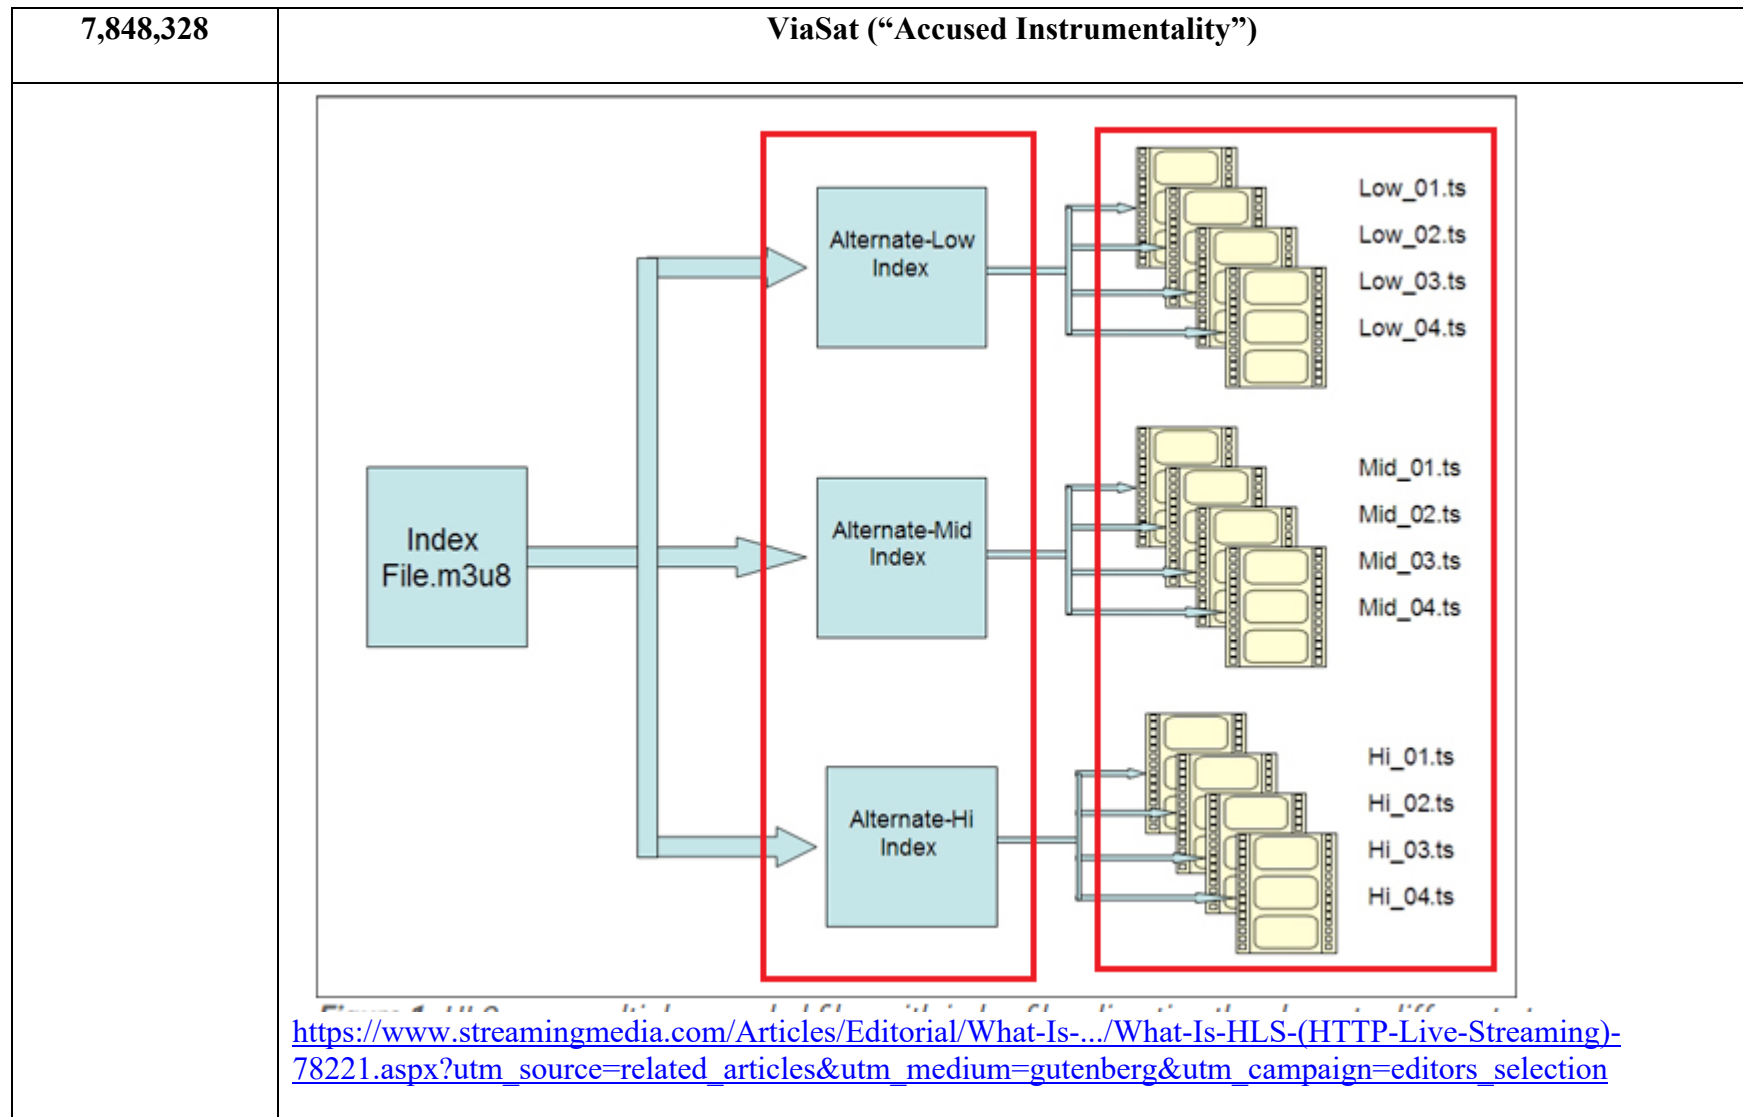 7,848,328
ViaSat (“Accused Instrumentality”)
Index
File.m3u8
Alternate-Low
Index
Low_01.ts
Low_02.ts
Low_03.ts
Low_04.ts
Alternate-Mid
Index
Mid_01.ts
Mid_02.ts
Mid_03.ts
Mid_04.ts
Alternate-Hi
Index
Hi_01.ts
Hi_02.ts
Hi_03.ts
Hi_04.ts
https://www.streamingmedia.com/Articles/Editorial/What-Is-.../What-Is-HLS-(HTTP-Live-Streaming)-
78221.aspx?utm_source=related_articles&utm_medium=gutenberg&utm_campaign=editors_selection